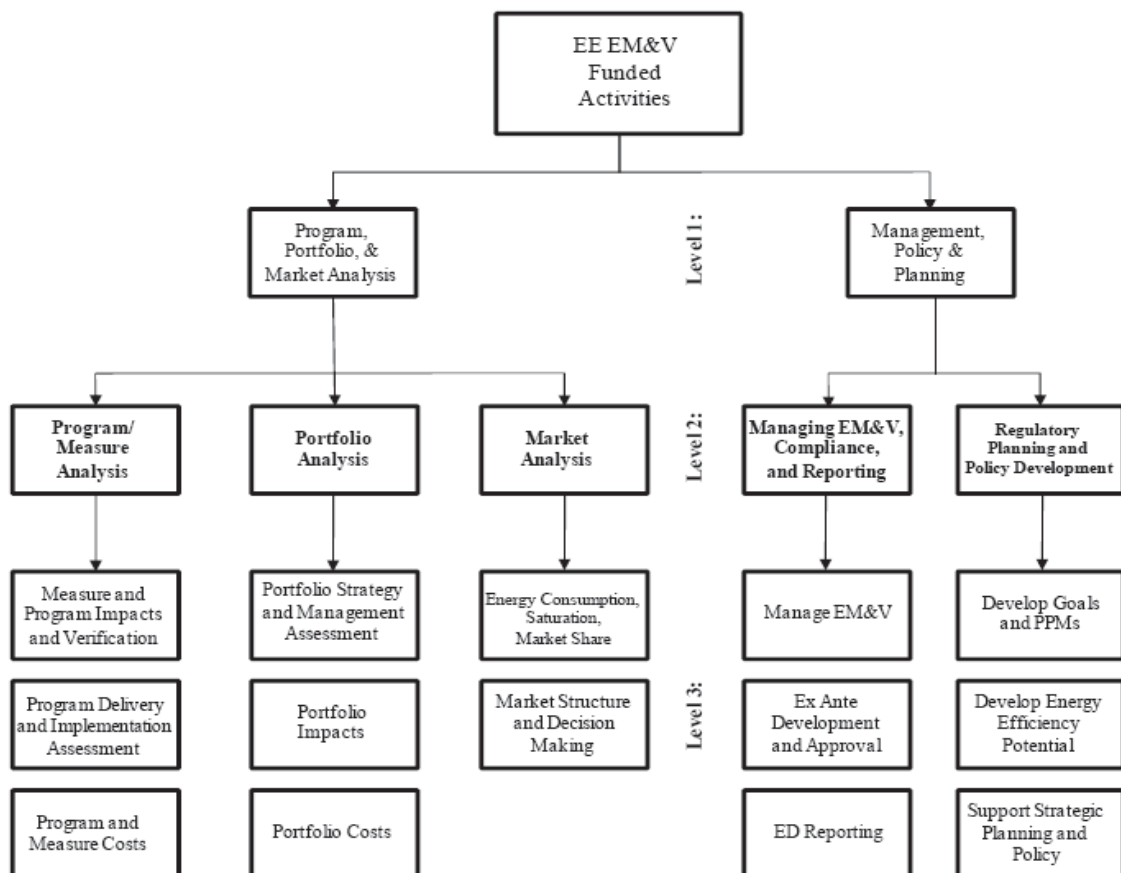 EE EM&V
Funded
Activities
Program,
Portfolio, &
Market Analysis
Level 1:
Management,
Policy &
Planning
Program/
Measure
Analysis
Portfolio
Analysis
Market
Analysis
Level 2:
Managing EM&V,
Compliance,
and Reporting
Regulatory
Planning and
Policy Development
Measure and
Program Impacts
and Verification
Portfolio Strategy
and Management
Assessment
Energy Consumption,
Saturation,
Market Share
Manage EM&V
Develop Goals
and PPMs
Program Delivery
and Implementation
Assessment
Portfolio
Impacts
Market Structure
and Decision
Making
Level 3:
Ex Ante
Development
and Approval
Develop Energy
Efficiency
Potential
Program and
Measure Costs
Portfolio Costs
ED Reporting
Support Strategic
Planning and
Policy